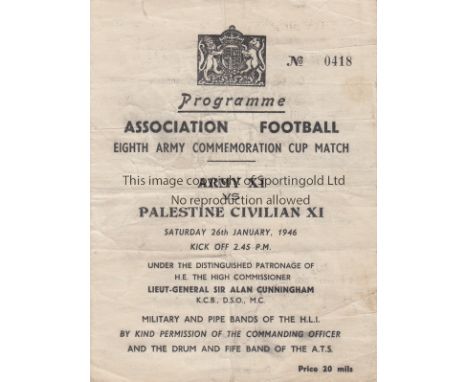 № 0418
Programme
ASSOCIATION FOOTBALL
EIGHTH ARMY COMMEMORATION CUP MATCH
This image copyright of Sportingold Ltd
ARMY XI
VS
No reproduction allowed
PALESTINE CIVILIAN XI
SATURDAY 26th JANUARY, 1946
KICK OFF 2.45 P.M.
UNDER THE DISTINGUISHED PATRONAGE OF
H.E. THE HIGH COMMISSIONER
LIEUT-GENERAL SIR ALAN CUNNINGHAM
K.C.B., D.S.O., M.C.
MILITARY AND PIPE BANDS OF THE H.L.I.
BY KIND PERMISSION OF THE COMMANDING OFFICER
AND THE DRUM AND FIFE BAND OF THE A.T.S.
Price 20 mils